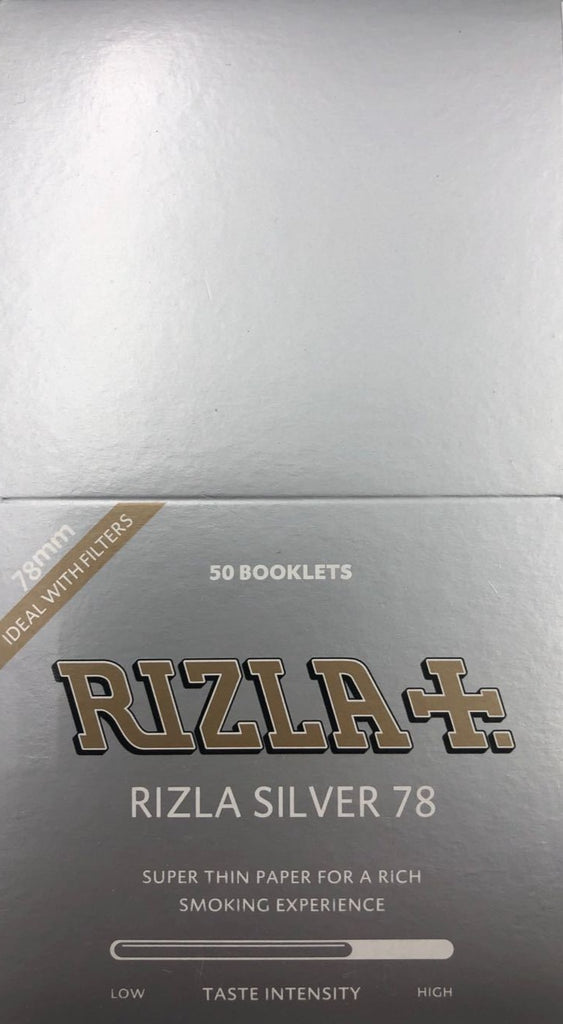 78mm
IDEAL WITH FILTERS
50 BOOKLETS
RIZLA+.
RIZLA SILVER 78
SUPER THIN PAPER FOR A RICH
SMOKING EXPERIENCE
LOW TASTE INTENSITY HIGH